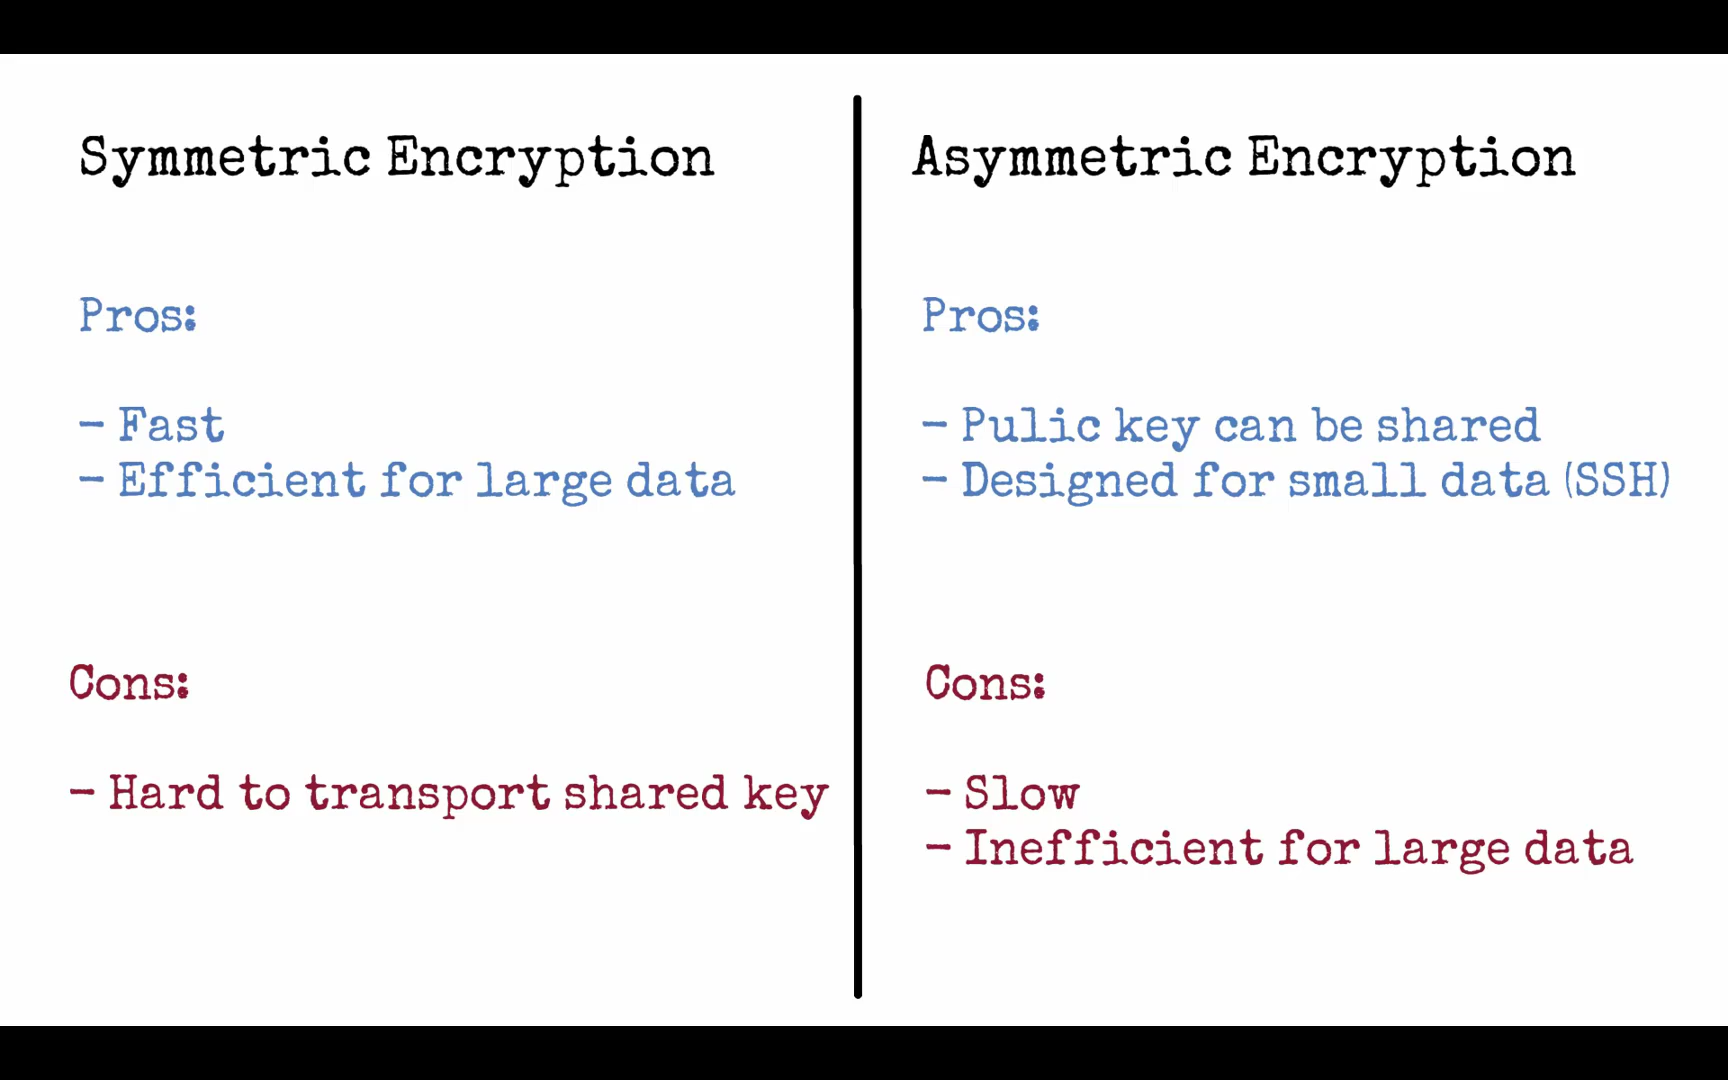 Symmetric Encryption
Pros:
- Fast
- Efficient for large data
Cons:
- Hard to transport shared key
Asymmetric Encryption
Pros:
- Pulic key can be shared
- Designed for small data (SSH)
Cons:
- Slow
- Inefficient for large data